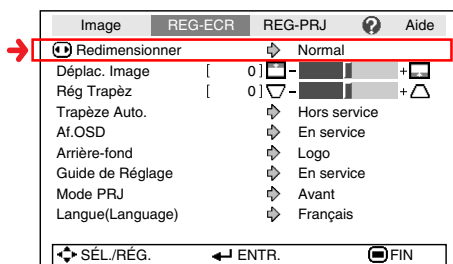 Image REG-ECR REG-PRJ ? Aide
Redimensionner Normal
Déplac. Image [ 0 ] - +
Rég Trapèz [ 0 ] - +
Trapèze Auto. Hors service
Af.OSD En service
Arrière-fond Logo
Guide de Réglage En service
Mode PRJ Avant
Langue(Language) Français
SÉL./RÉG. ENTR. FIN